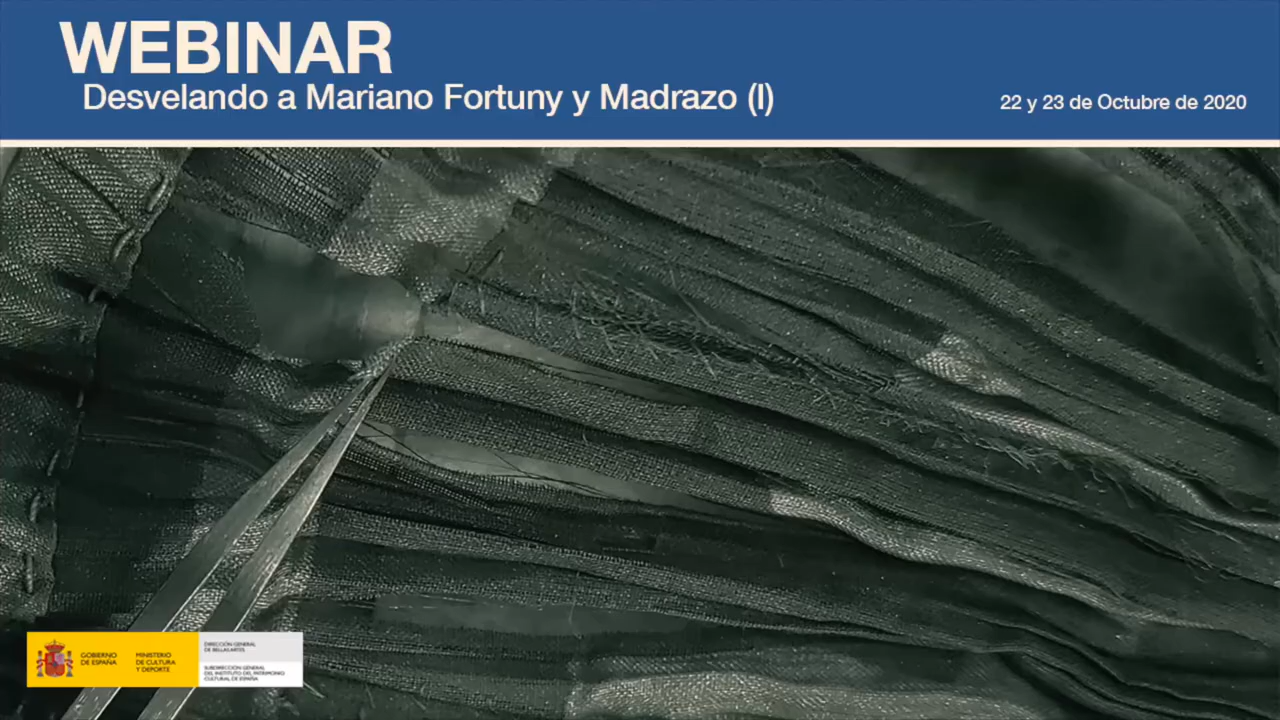 WEBINAR
Desvelando a Mariano Fortuny y Madrazo (I)
22 y 23 de Octubre de 2020
GOBIERNO
DE ESPAÑA
MINISTERIO
DE CULTURA
Y DEPORTE
DIRECCIÓN GENERAL
DE BELLAS ARTES
SUBDIRECCIÓN GENERAL
DEL INSTITUTO DEL PATRIMONIO
CULTURAL DE ESPAÑA